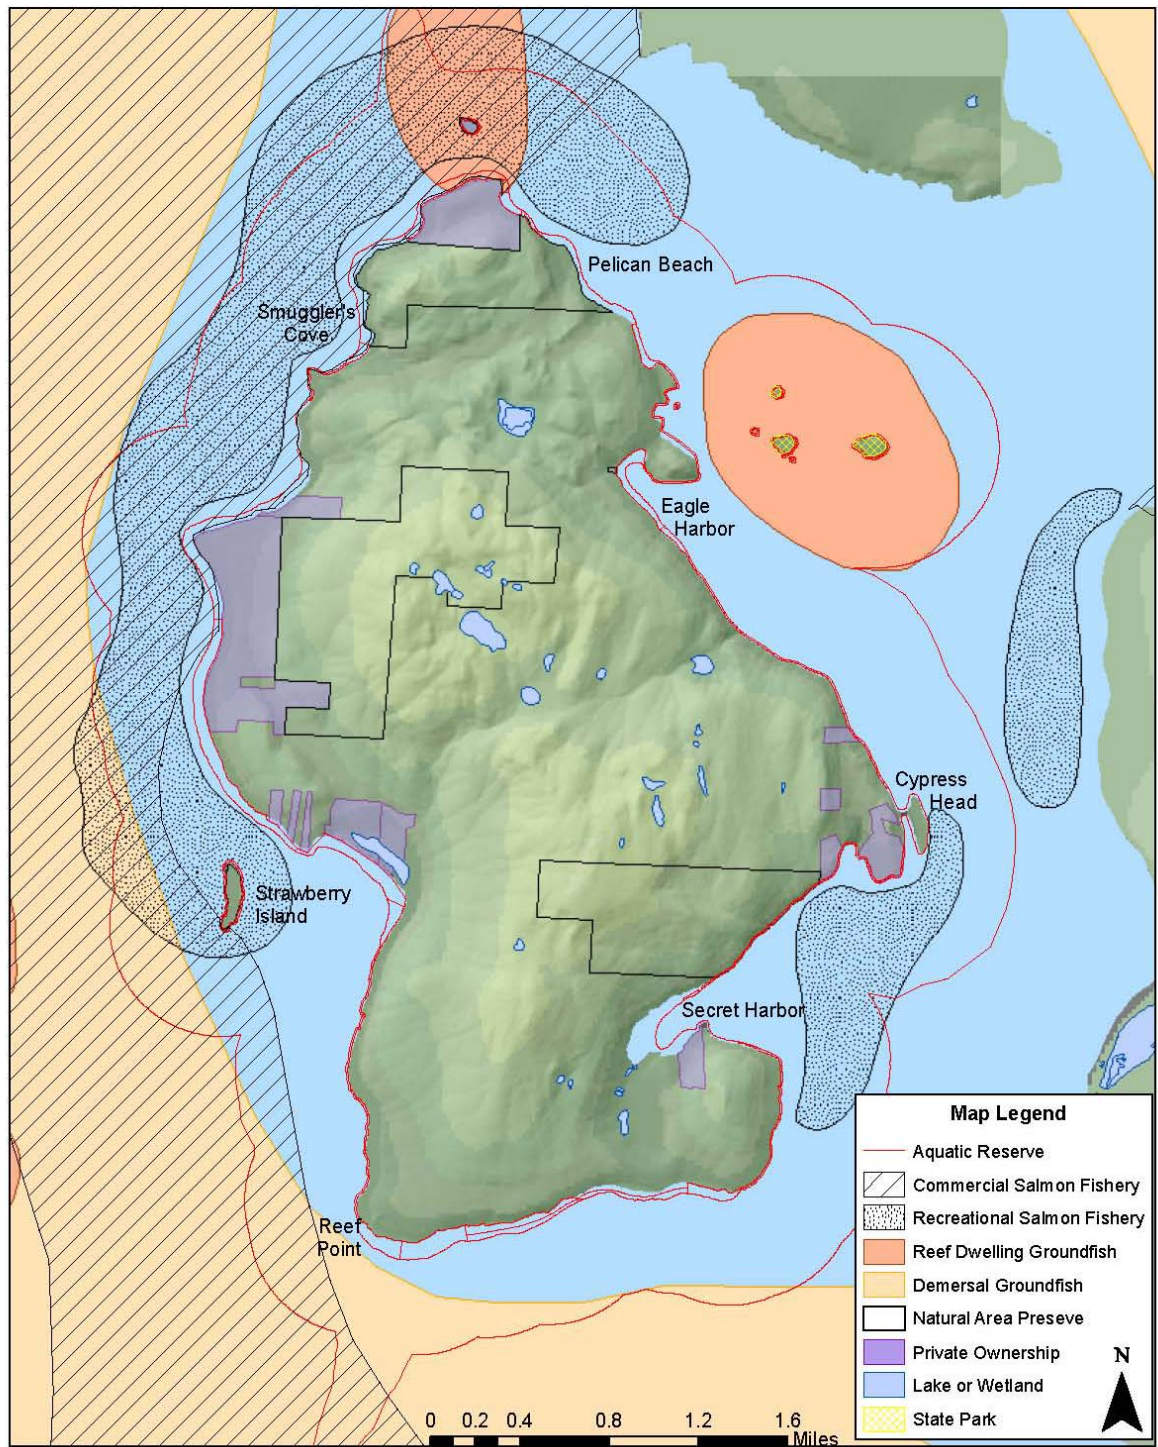 Pelican Beach
Smuggler's
Cove
Eagle
Harbor
Cypress
Head
Strawberry
Island
Secret Harbor
Reef
Point
Map Legend
Aquatic Reserve
Commercial Salmon Fishery
Recreational Salmon Fishery
Reef Dwelling Groundfish
Demersal Groundfish
Natural Area Preseve
Private Ownership
Lake or Wetland
State Park
N
0 0.2 0.4 0.8 1.2 1.6
Miles